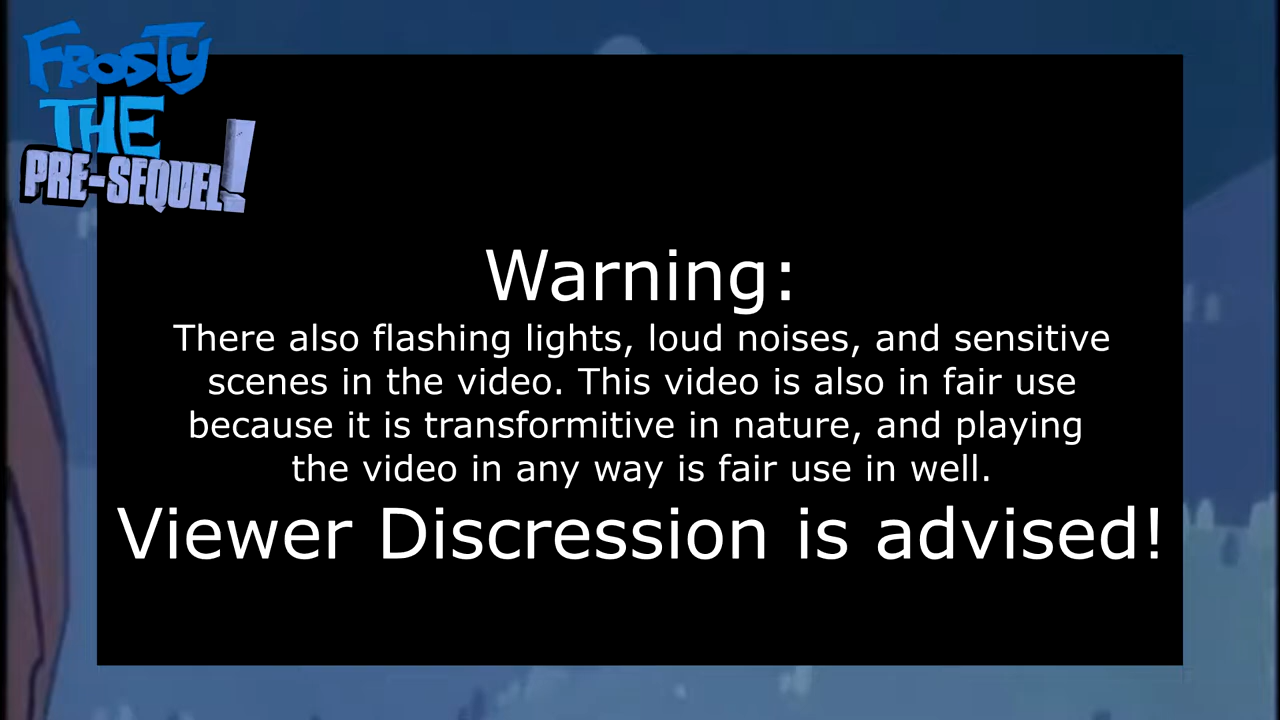 FROSTY
THE
PRE-SEQUEL!
Warning:
There also flashing lights, loud noises, and sensitive
scenes in the video. This video is also in fair use
because it is transformitive in nature, and playing
the video in any way is fair use in well.
Viewer Discression is advised!